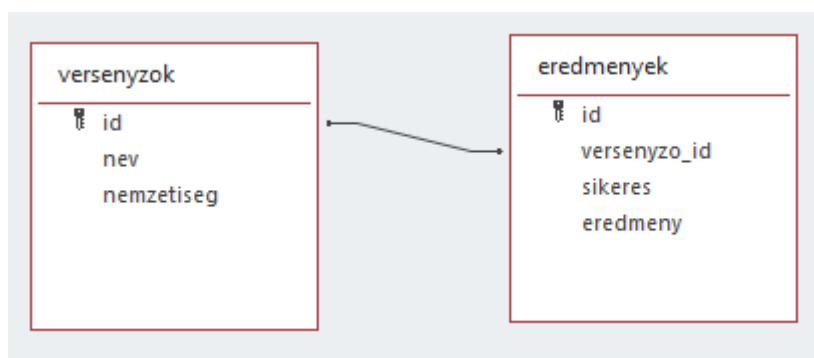 versenyzok
id
nev
nemzetiseg
eredmenyek
id
versenyzo_id
sikeres
eredmeny